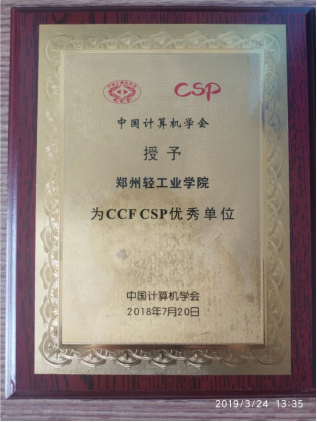 CCF
CSP
中国计算机学会
授予
郑州轻工业学院
为CCF CSP优秀单位
中国计算机学会
2018年7月20日
2019/3/24 13:35